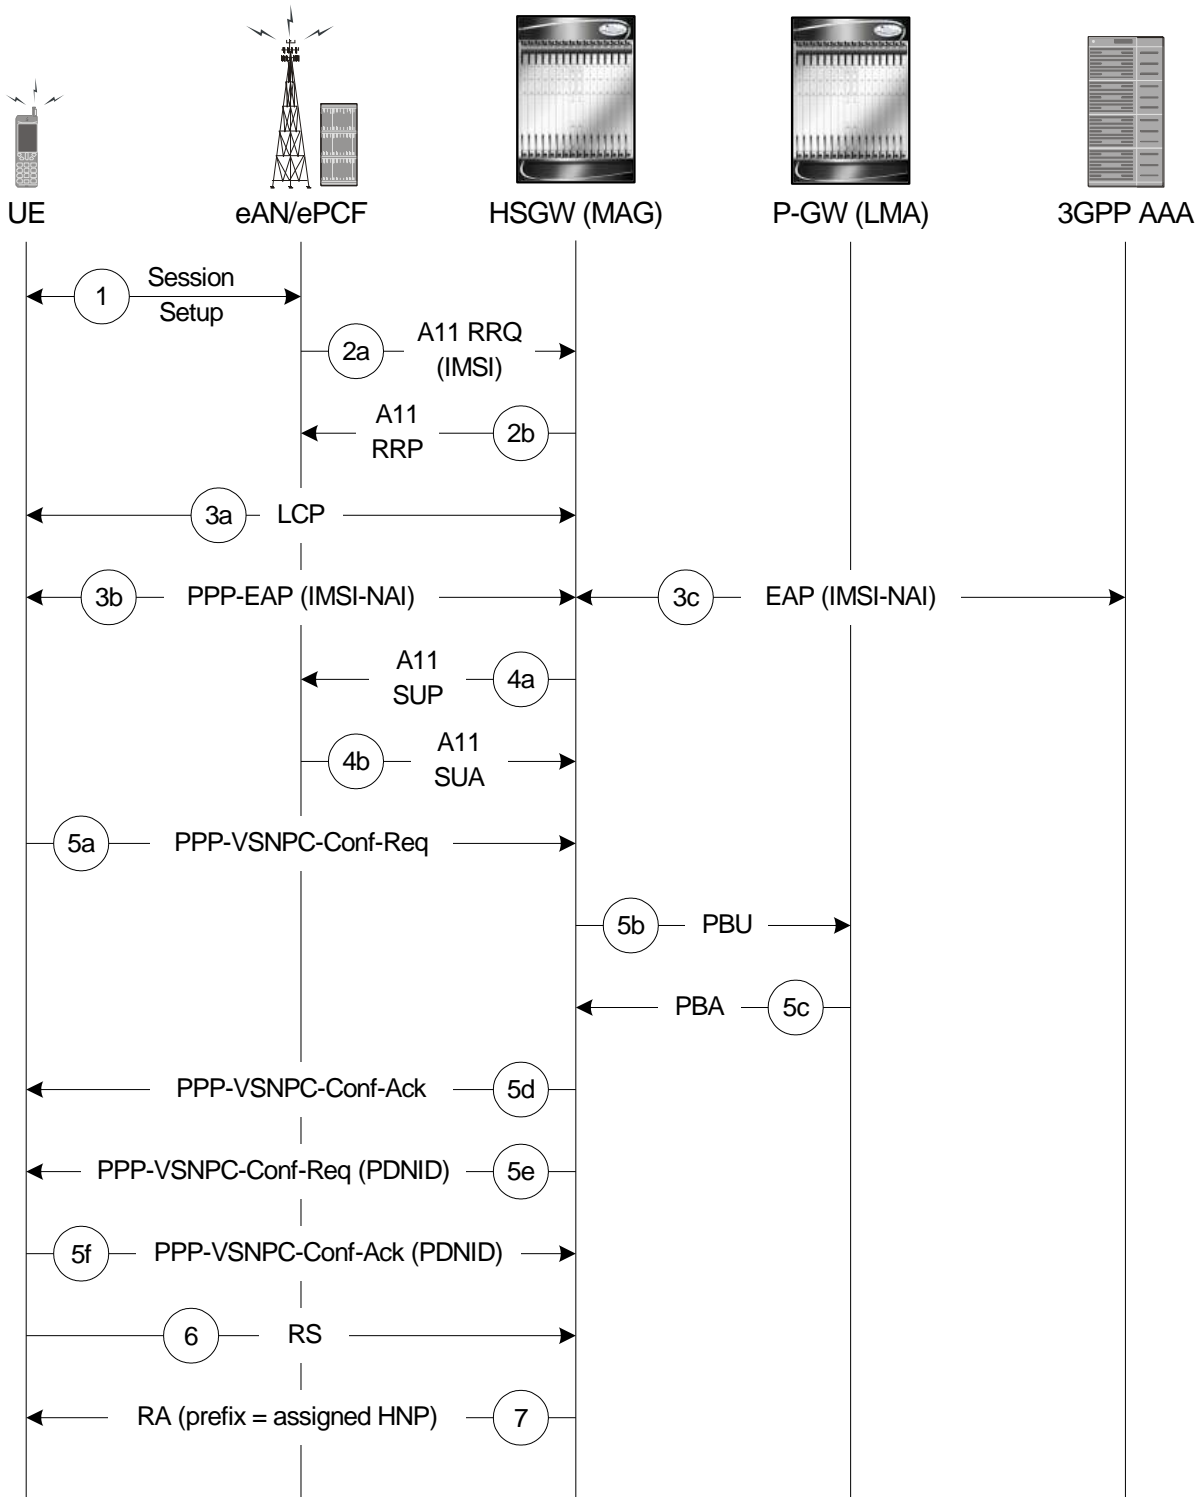 UE
eAN/ePCF
HSGW (MAG)
P-GW (LMA)
3GPP AAA
1
Session
Setup
2a
A11 RRQ
(IMSI)
A11
RRP
2b
3a
LCP
3b
PPP-EAP (IMSI-NAI)
3c
EAP (IMSI-NAI)
A11
SUP
4a
4b
A11
SUA
5a
PPP-VSNPC-Conf-Req
5b
PBU
PBA
5c
PPP-VSNPC-Conf-Ack
5d
PPP-VSNPC-Conf-Req (PDNID)
5e
5f
PPP-VSNPC-Conf-Ack (PDNID)
6
RS
RA (prefix = assigned HNP)
7